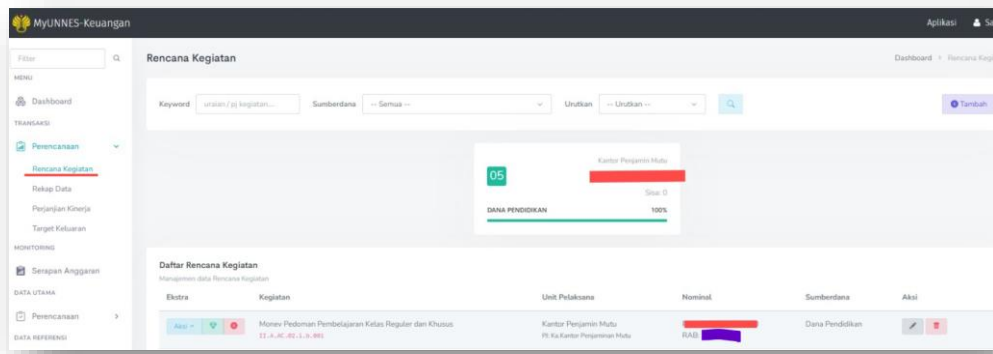 MyUNNES-Keuangan
Aplikasi
Filter
Rencana Kegiatan
Dashboard
MENU
Dashboard
Keyword uraian / pj kegiatan... Sumberdana -- Semua -- Urutkan -- Urutkan --
Tambah
TRANSAKSI
Perencanaan
Rencana Kegiatan
Rekap Data
Perjanjian Kinerja
Target Keluaran
05
Kantor Penjamin Mutu
Sisa: 0
DANA PENDIDIKAN 100%
MONITORING
Serapan Anggaran
DATA UTAMA
Perencanaan
DATA REFERENSI
Daftar Rencana Kegiatan
Manajemen data Rencana Kegiatan
Ekstra Kegiatan Unit Pelaksana Nominal Sumberdana Aksi
Aksi Monev Pedoman Pembelajaran Kelas Reguler dan Khusus Kantor Penjamin Mutu Dana Pendidikan
PJ: Ka.Kantor Penjaminan Mutu RAB: